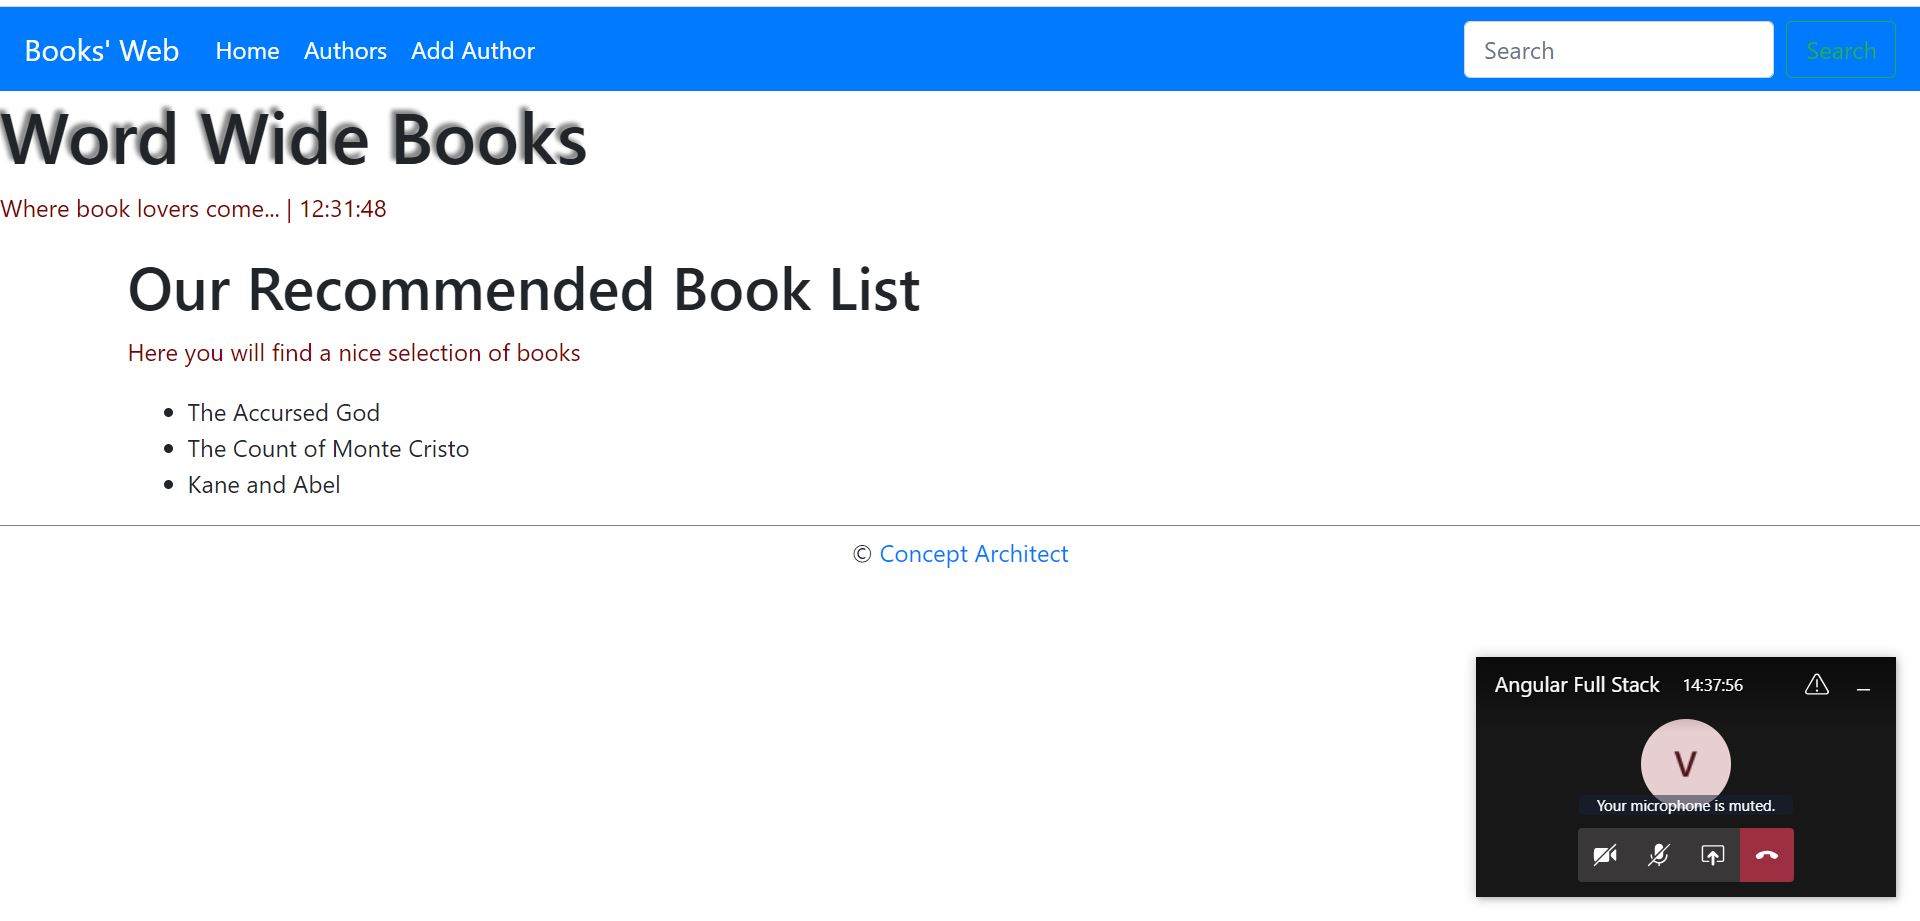 Books' Web Home Authors Add Author Search Search
Word Wide Books
Where book lovers come... | 12:31:48
Our Recommended Book List
Here you will find a nice selection of books
The Accursed God
The Count of Monte Cristo
Kane and Abel
© Concept Architect
Angular Full Stack 14:37:56
V
Your microphone is muted.